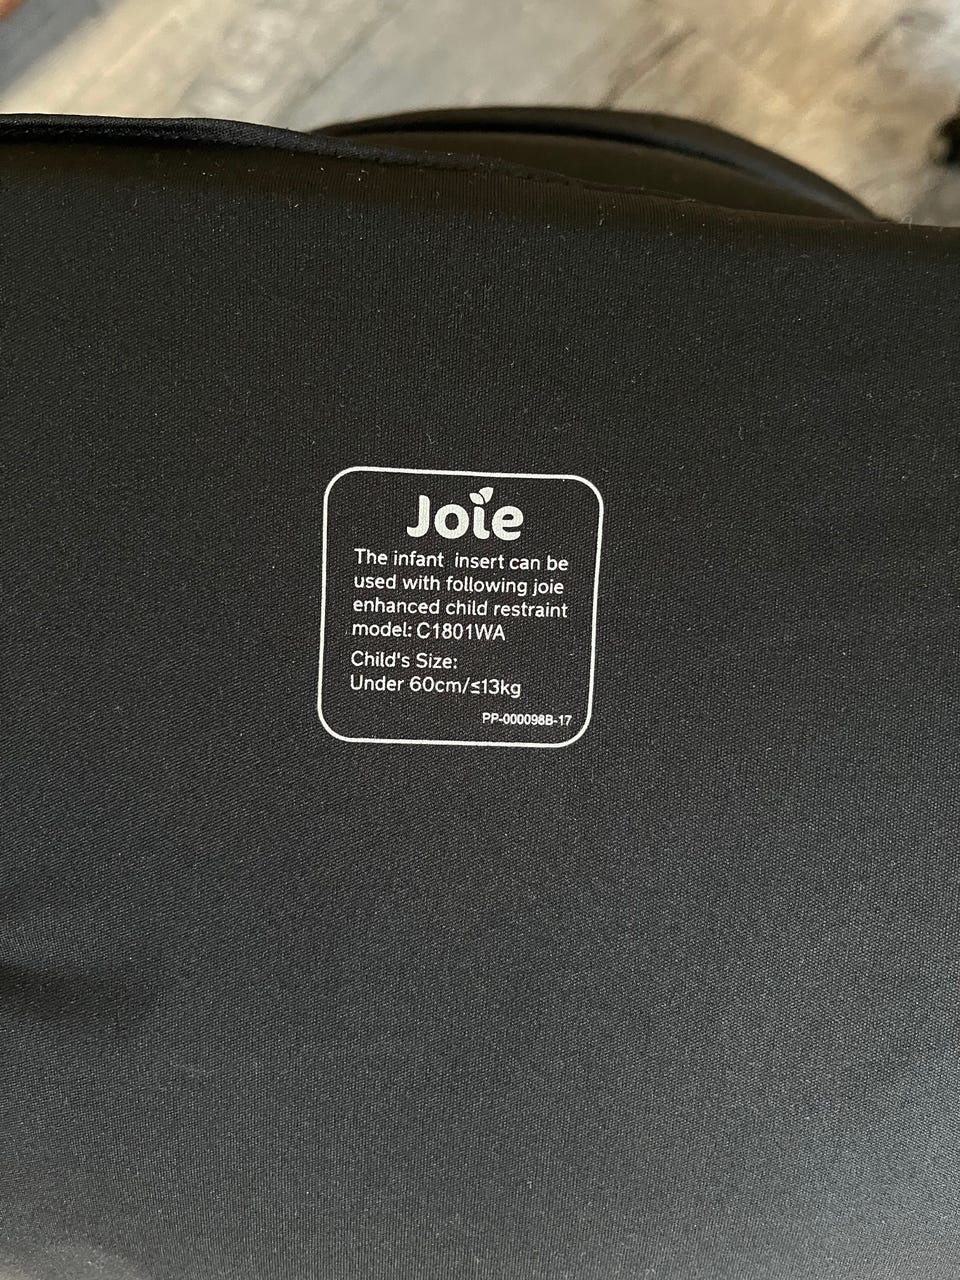 Joie
The infant insert can be
used with following joie
enhanced child restraint
model: C1801WA
Child's Size:
Under 60cm/≤13kg
PP-000098B-17